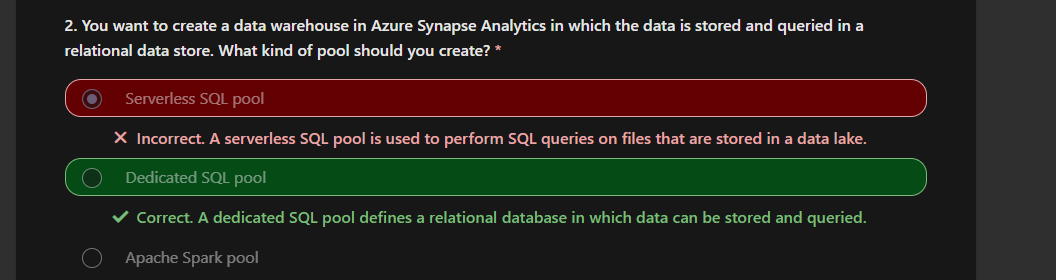 2. You want to create a data warehouse in Azure Synapse Analytics in which the data is stored and queried in a
relational data store. What kind of pool should you create? *
Serverless SQL pool
✕ Incorrect. A serverless SQL pool is used to perform SQL queries on files that are stored in a data lake.
Dedicated SQL pool
✓ Correct. A dedicated SQL pool defines a relational database in which data can be stored and queried.
Apache Spark pool